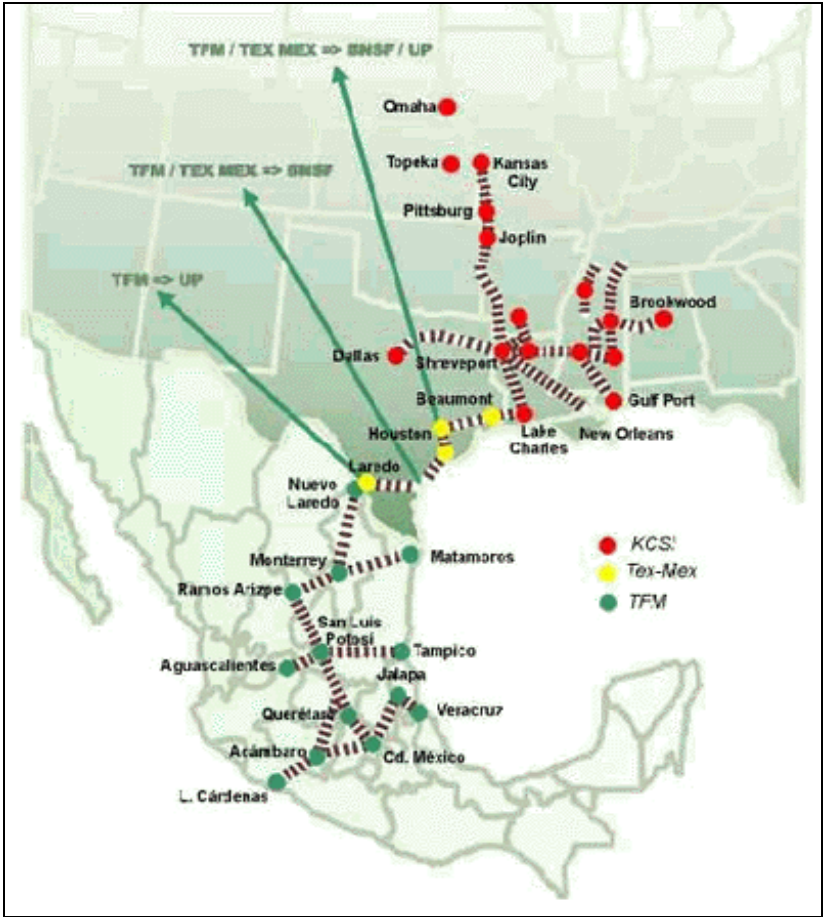 TFM / TEX MEX => BNSF / UP
Omaha
TFM / TEX MEX => BNSF
Topeka
Kansas
City
Pittsburg
Joplin
TFM => UP
Brookwood
Dallas
Shreveport
Beaumont
Gulf Port
Houston
Lake
Charles
New Orleans
Laredo
Nuevo
Laredo
KCSI
Tex-Mex
TFM
Monterrey
Matamoros
Ramos Arizpe
San Luis
Potosí
Tampico
Aguascalientes
Jalapa
Querétaro
Veracruz
Acámbaro
Cd. México
L. Cárdenas